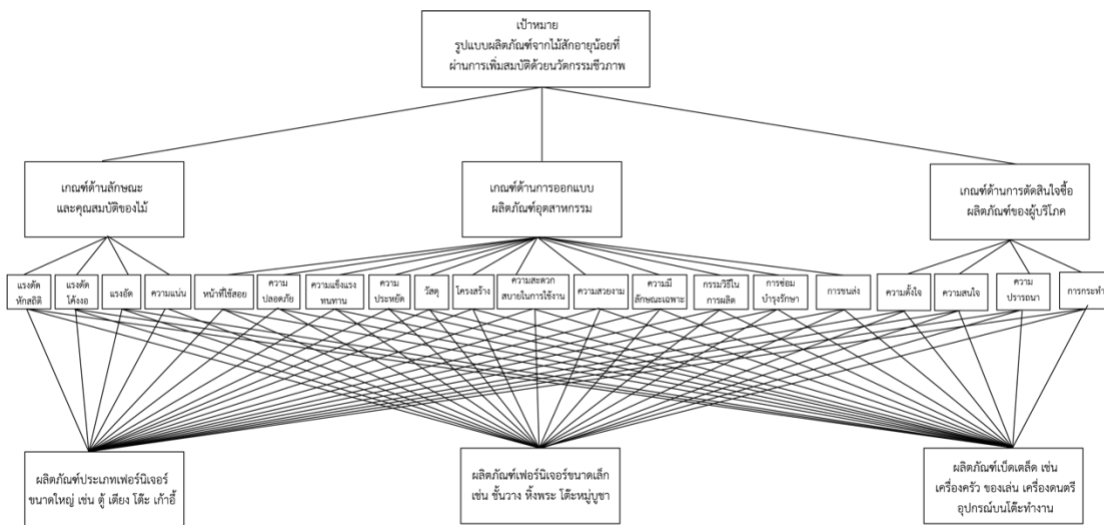 เป้าหมาย
รูปแบบผลิตภัณฑ์จากไม้สักอายุน้อยที่
ผ่านการเพิ่มสมบัติด้วยนวัตกรรมชีวภาพ
เกณฑ์ด้านลักษณะ
และคุณสมบัติของไม้
เกณฑ์ด้านการออกแบบ
ผลิตภัณฑ์อุตสาหกรรม
เกณฑ์ด้านการตัดสินใจซื้อ
ผลิตภัณฑ์ของผู้บริโภค
แรงดัด
หักสถิติ
แรงดัด
โค้งงอ
แรงอัด
ความแน่น
หน้าที่ใช้สอย
ความ
ปลอดภัย
ความแข็งแรง
ทนทาน
ความ
ประหยัด
วัสดุ
โครงสร้าง
ความสะดวก
สบายในการใช้งาน
ความสวยงาม
ความมี
ลักษณะเฉพาะ
กรรมวิธีใน
การผลิต
การซ่อม
บำรุงรักษา
การขนส่ง
ความตั้งใจ
ความสนใจ
ความ
ปรารถนา
การกระทำ
ผลิตภัณฑ์ประเภทเฟอร์นิเจอร์
ขนาดใหญ่ เช่น ตู้ เตียง โต๊ะ เก้าอี้
ผลิตภัณฑ์เฟอร์นิเจอร์ขนาดเล็ก
เช่น ชั้นวาง หิ้งพระ โต๊ะหมู่บูชา
ผลิตภัณฑ์เบ็ดเตล็ด เช่น
เครื่องครัว ของเล่น เครื่องดนตรี
อุปกรณ์บนโต๊ะทำงาน